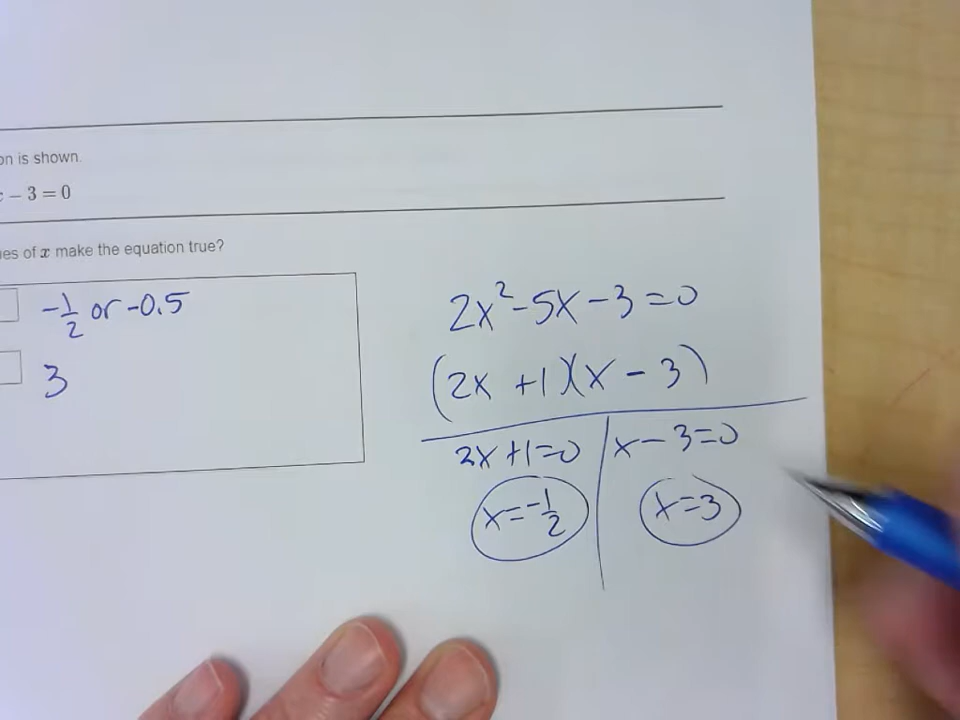 on is shown.
- 3 = 0
es of x make the equation true?
-1/2 or -0.5
3
2x²-5x-3=0
(2x +1)(x - 3)
2x+1=0
x-3=0
x=-1/2
x=3